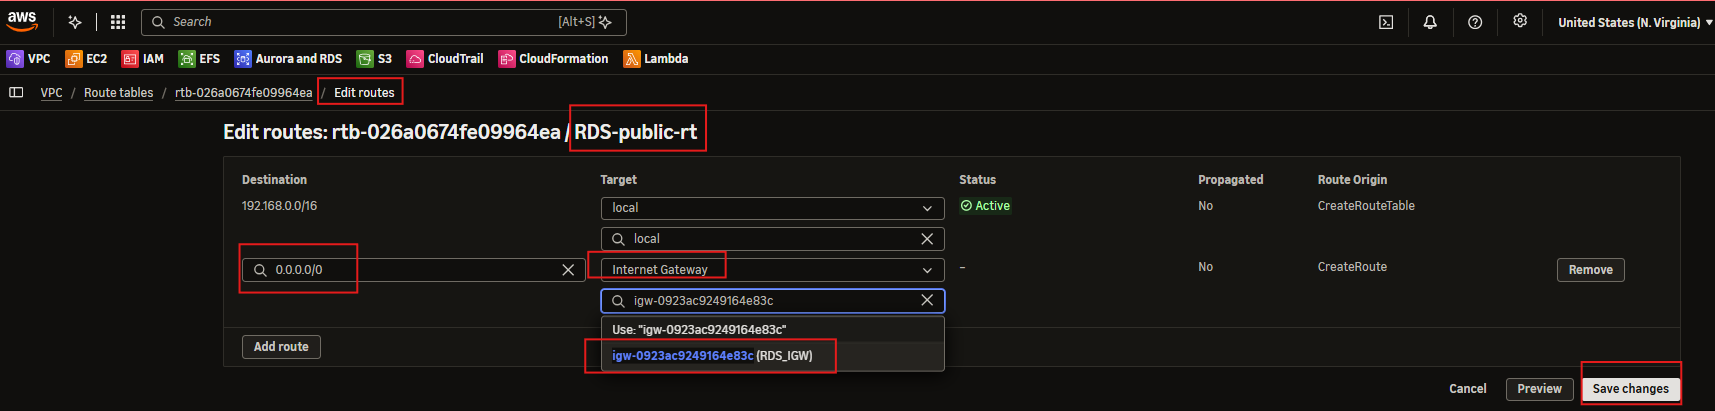 aws
Search [Alt+S]
United States (N. Virginia)
VPC EC2 IAM EFS Aurora and RDS S3 CloudTrail CloudFormation Lambda
VPC / Route tables / rtb-026a0674fe09964ea / Edit routes
Edit routes: rtb-026a0674fe09964ea / RDS-public-rt
Destination Target Status Propagated Route Origin
192.168.0.0/16 local Active No CreateRouteTable
local
0.0.0.0/0 Internet Gateway – No CreateRoute Remove
igw-0923ac9249164e83c
Use: "igw-0923ac9249164e83c"
igw-0923ac9249164e83c (RDS_IGW)
Add route
Cancel Preview Save changes